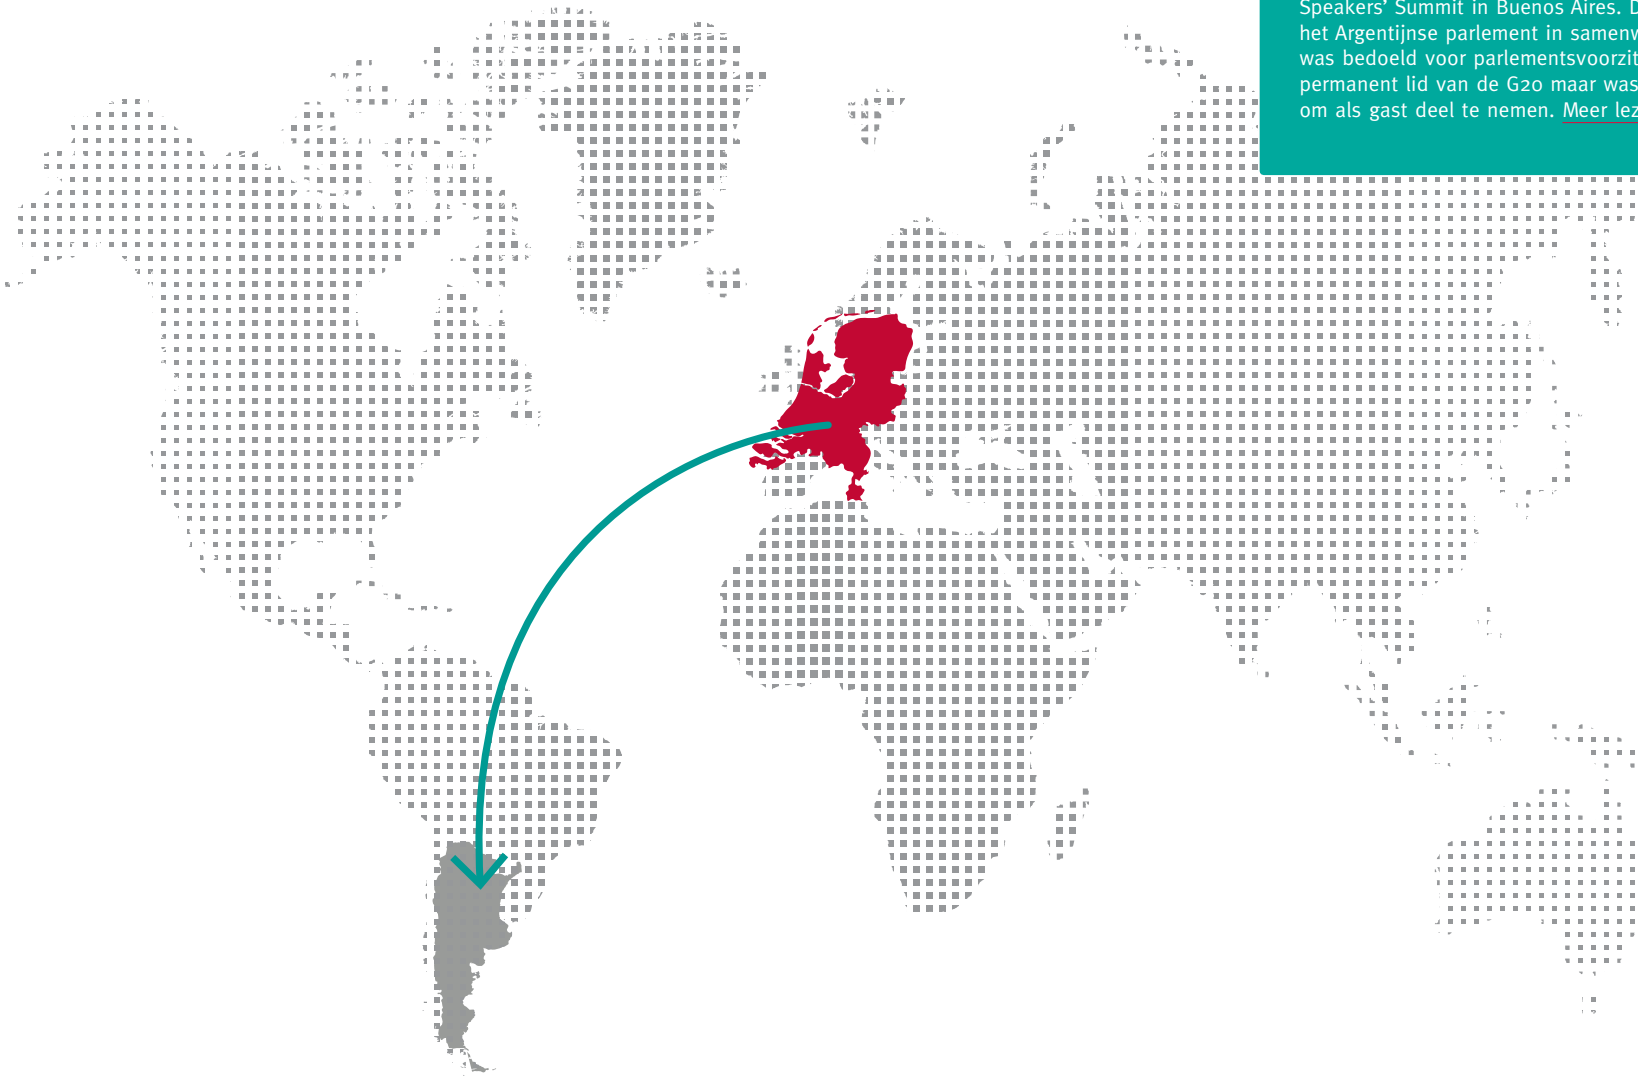 Speakers’ Summit in Buenos Aires.
het Argentijnse parlement in
was bedoeld voor
permanent lid van de G20 maar was
om als gast deel te nemen. Meer